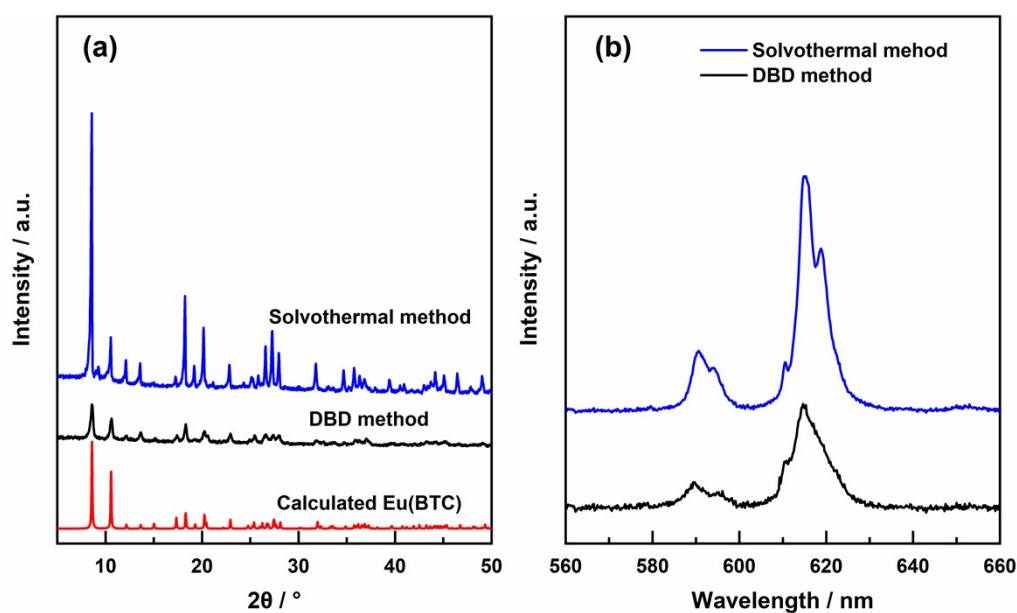 (a)
Intensity / a.u.
Solvothermal method
DBD method
Calculated Eu(BTC)
10 20 30 40 50
2θ / °
(b)
Solvothermal mehod
DBD method
Intensity / a.u.
560 580 600 620 640 660
Wavelength / nm